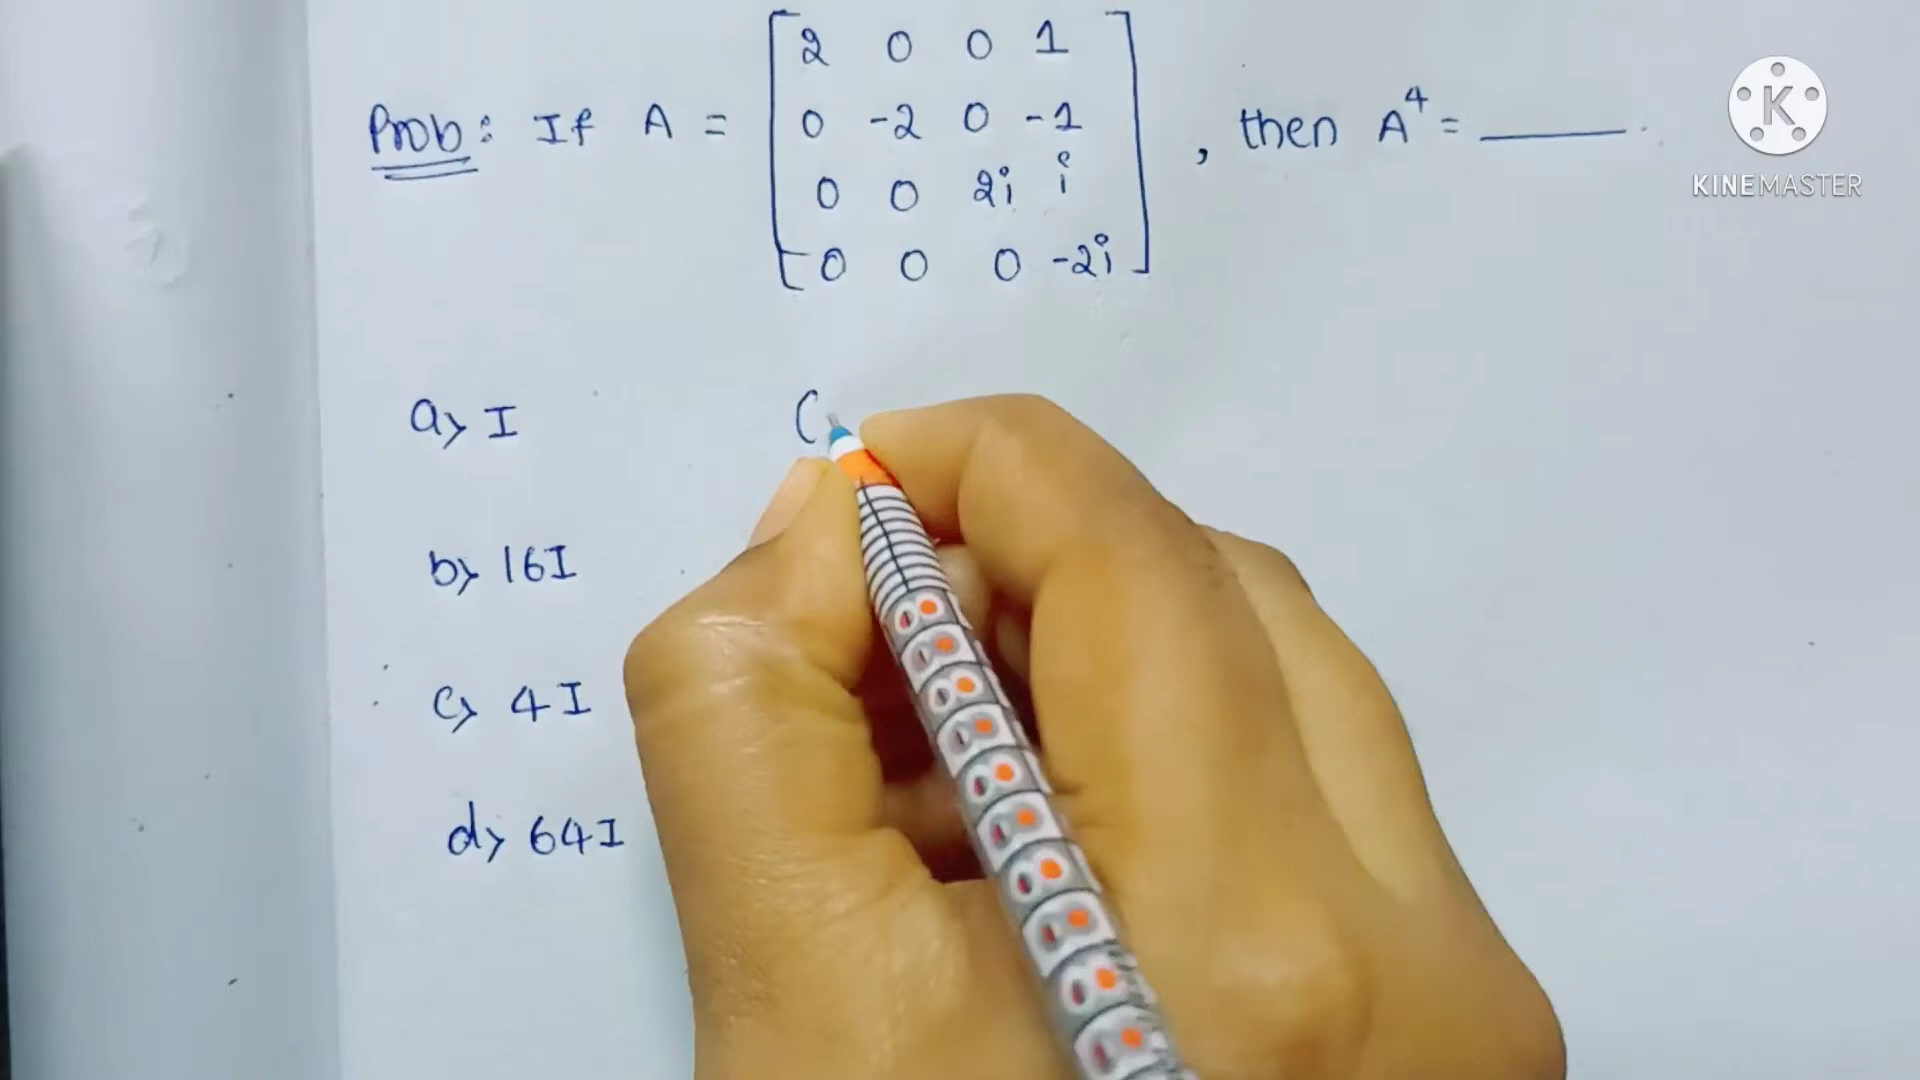 2 0 0 1
Prob: If A = 0 -2 0 -1 , then A⁴ = ______.
0 0 2i i
0 0 0 -2i
KINEMASTER
a) I (
b) 16I
c) 4I
d) 64I